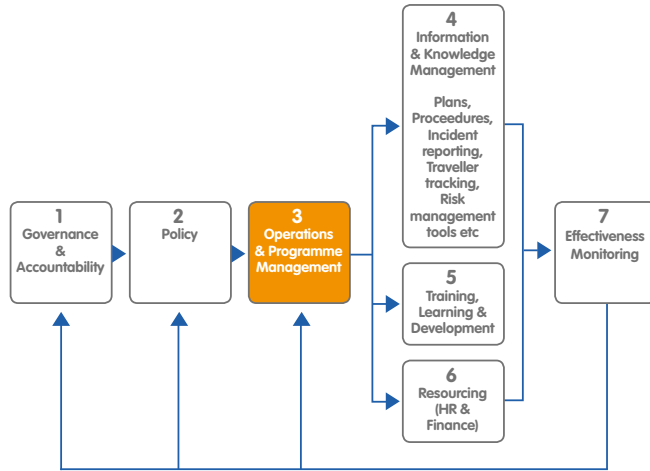 1
Governance
&
Accountability
2
Policy
3
Operations
& Programme
Management
4
Information
& Knowledge
Management
Plans,
Proceedures,
Incident
reporting,
Traveller
tracking,
Risk
management
tools etc
5
Training,
Learning &
Development
6
Resourcing
(HR &
Finance)
7
Effectiveness
Monitoring